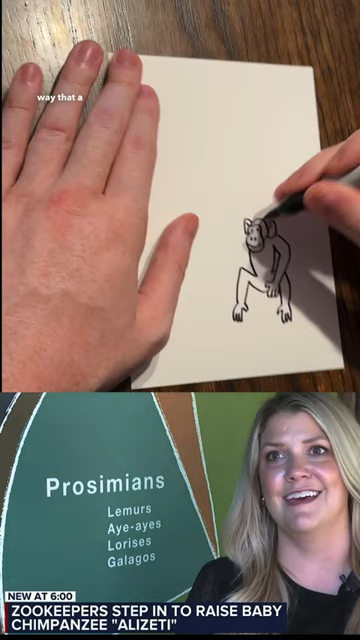 way that a
Prosimians
Lemurs
Aye-ayes
Lorises
Galagos
NEW AT 6:00
ZOOKEEPERS STEP IN TO RAISE BABY
CHIMPANZEE "ALIZETI"